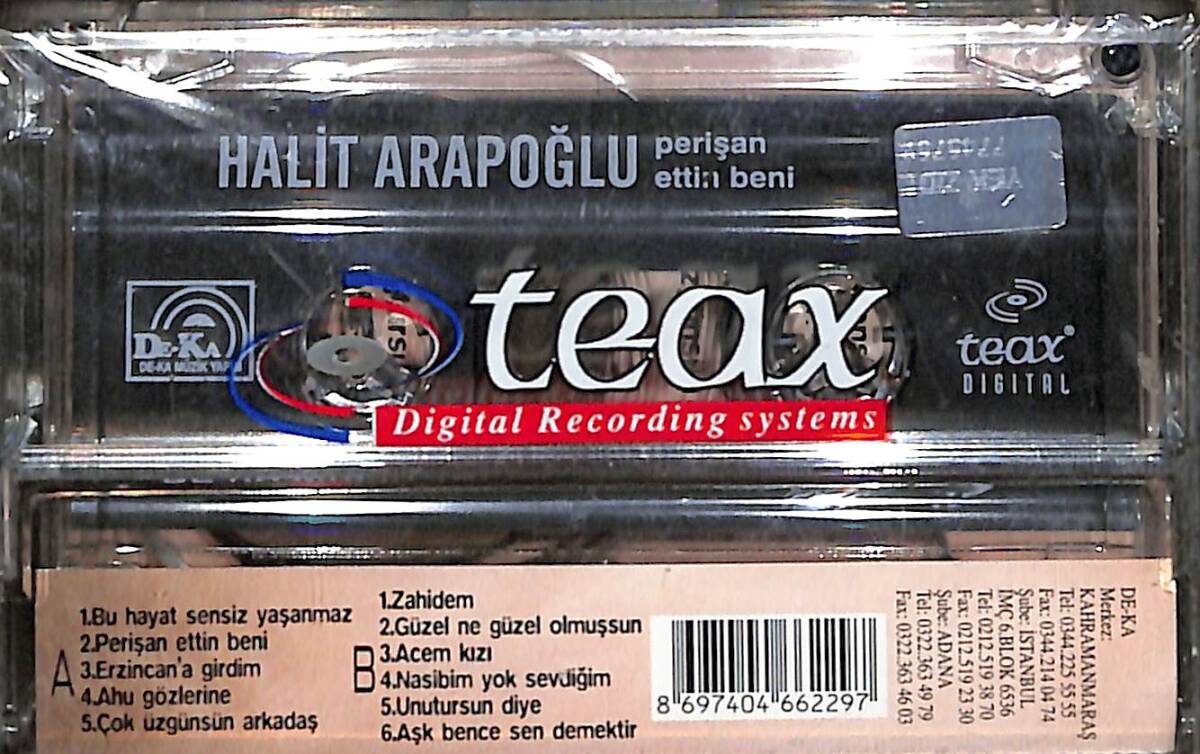 HALİT ARAPOĞLU
perişan
ettin beni
DE-KA
DE-KA MÜZİK YAPIM
teax
Digital Recording systems
teax®
DIGITAL
A
1.Bu hayat sensiz yaşanmaz
2.Perişan ettin beni
3.Erzincan'a girdim
4.Ahu gözlerine
5.Çok üzgünsün arkadaş
B
1.Zahidem
2.Güzel ne güzel olmuşsun
3.Acem kızı
4.Nasibim yok sevdiğim
5.Unutursun diye
6.Aşk bence sen demektir
8 697404 662297
DE-KA
Merkez:
KAHRAMANMARAŞ
Tel: 0344.225 55 55
Fax: 0344.214 04 74
Şube: İSTANBUL
İMÇ 6.BLOK 6536
Tel: 0212.519 38 70
Fax: 0212.519 23 30
Şube: ADANA
Tel: 0322.363 49 79
Fax: 0322.363 46 03